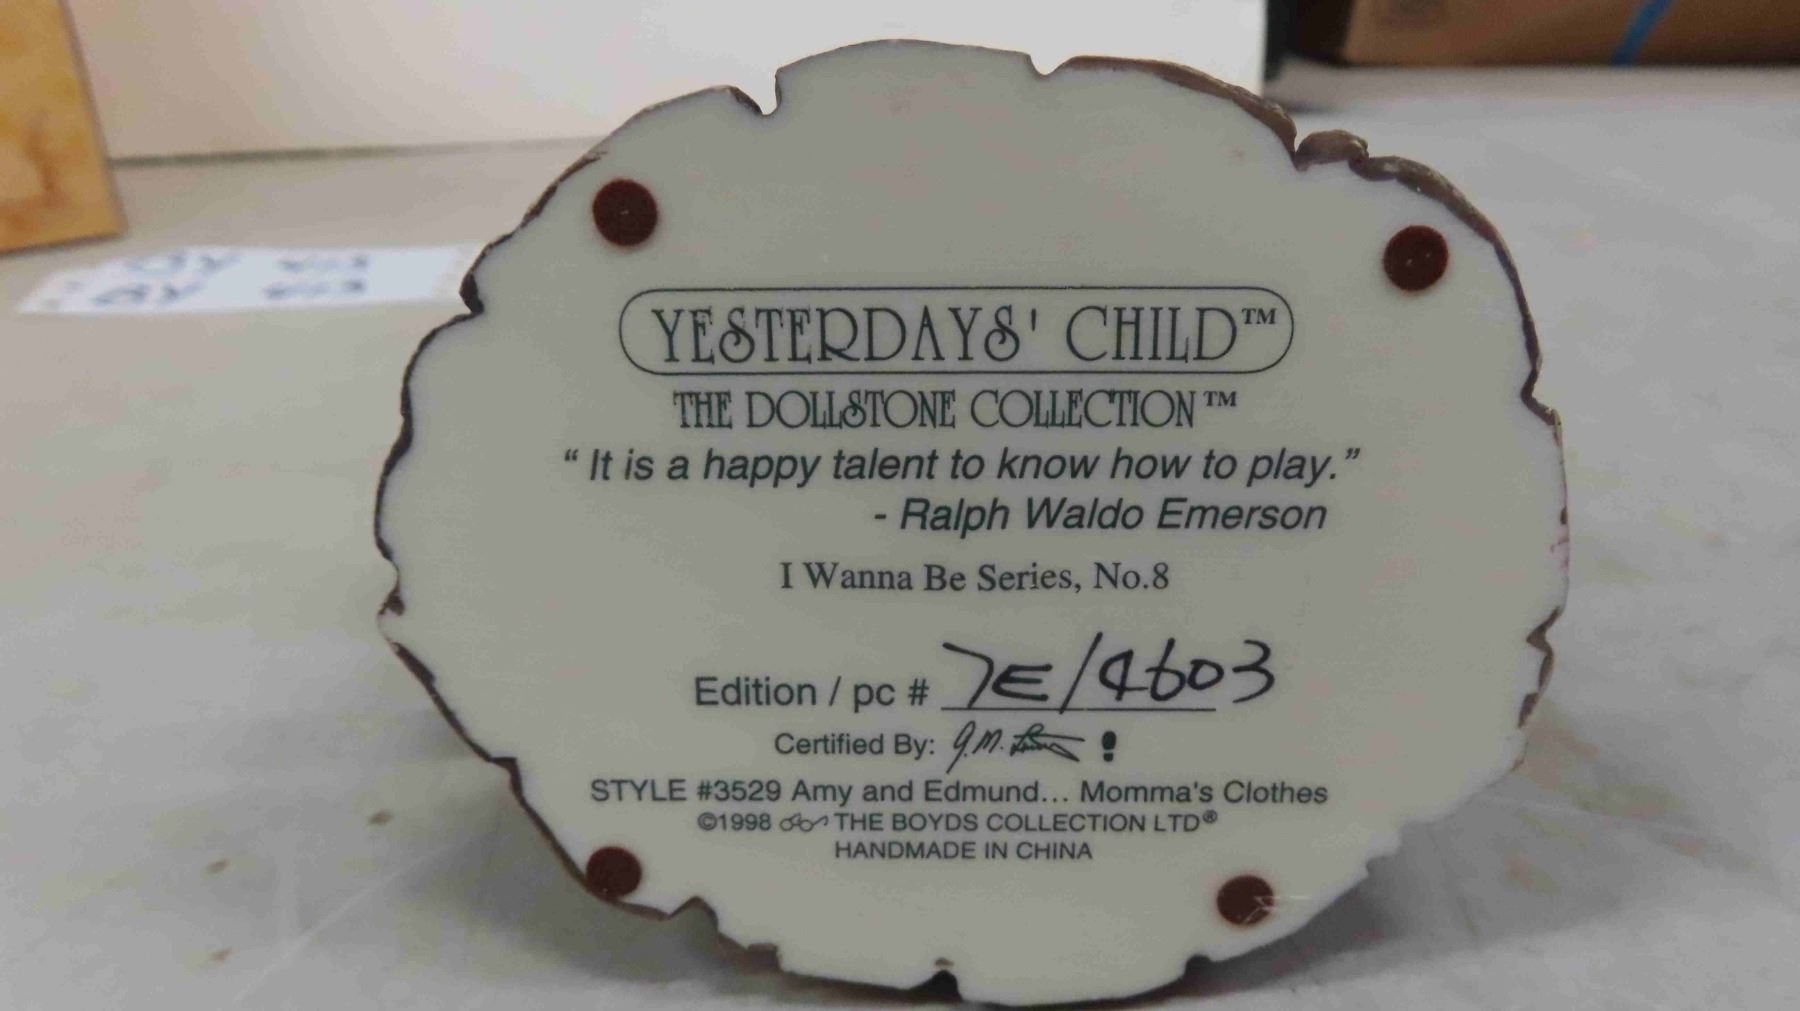 YESTERDAYS' CHILD™
THE DOLLSTONE COLLECTION™
“ It is a happy talent to know how to play.”
- Ralph Waldo Emerson
I Wanna Be Series, No.8
Edition / pc # 7E/4603
Certified By: J.M. !
STYLE #3529 Amy and Edmund... Momma's Clothes
©1998 THE BOYDS COLLECTION LTD®
HANDMADE IN CHINA